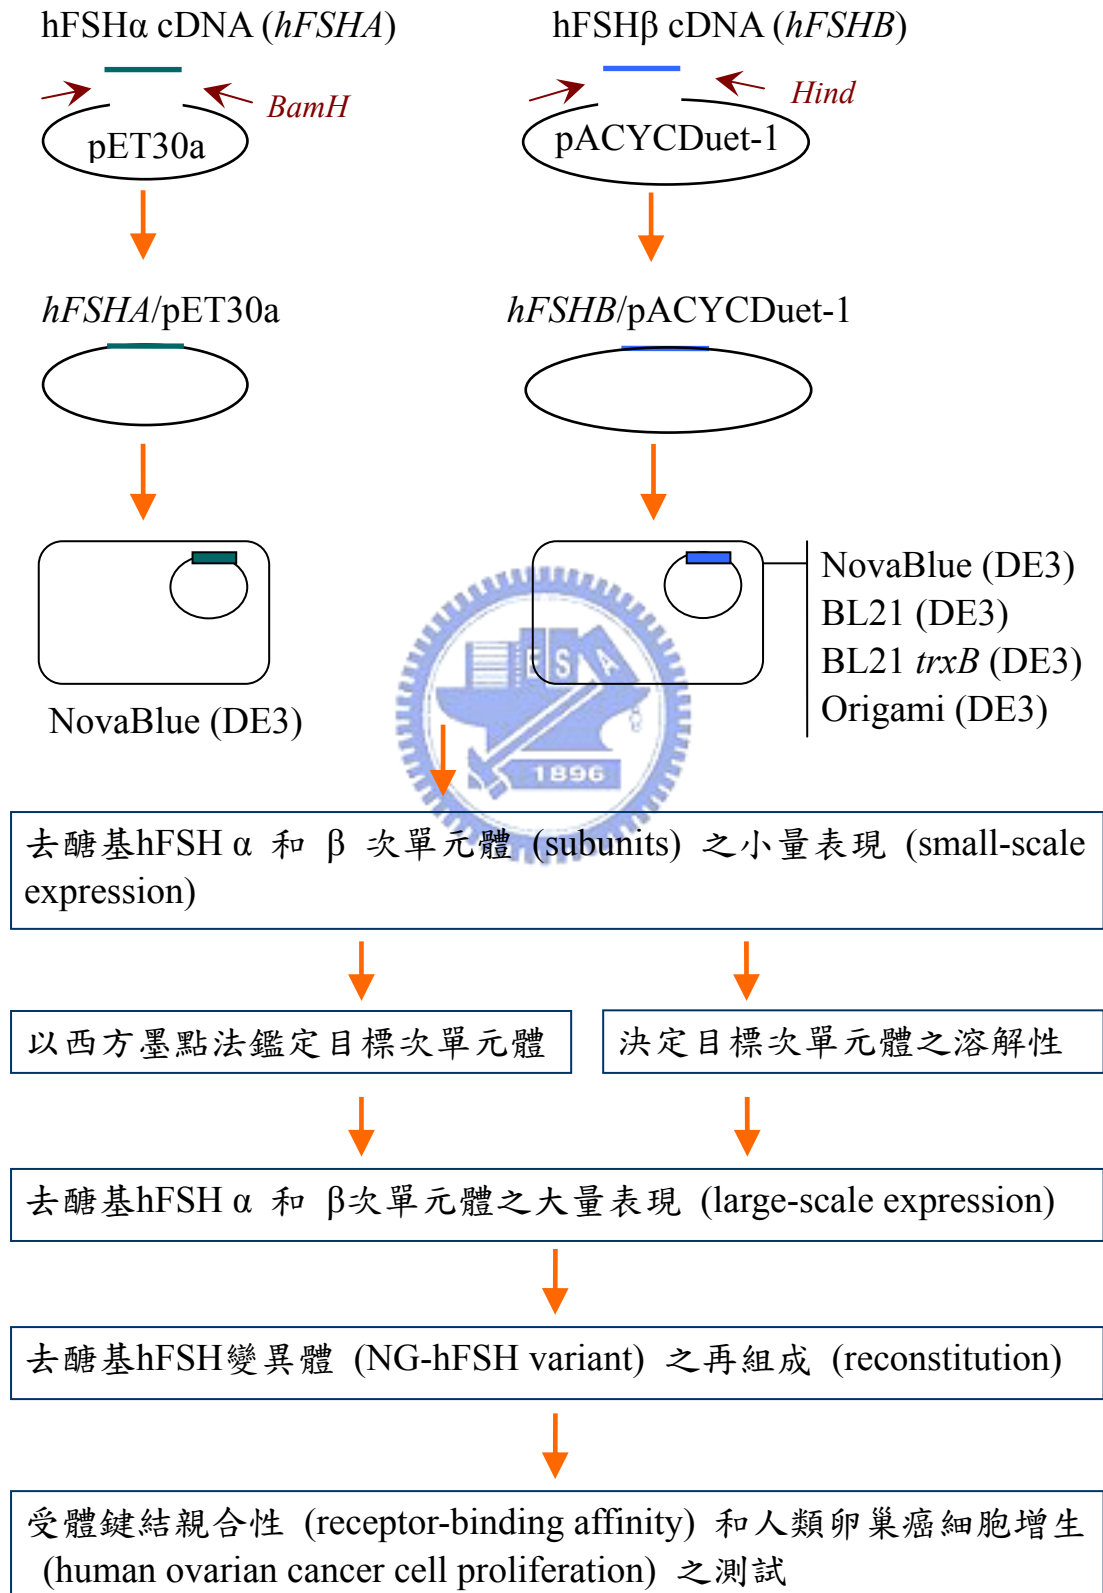 hFSHα cDNA (hFSHA)
hFSHβ cDNA (hFSHB)
BamH
Hind
pET30a
pACYCDuet-1
hFSHA/pET30a
hFSHB/pACYCDuet-1
NovaBlue (DE3)
NovaBlue (DE3)
BL21 (DE3)
BL21 trxB (DE3)
Origami (DE3)
E S A
1896
去醣基hFSH α 和 β 次單元體 (subunits) 之小量表現 (small-scale
expression)
以西方墨點法鑑定目標次單元體
決定目標次單元體之溶解性
去醣基hFSH α 和 β次單元體之大量表現 (large-scale expression)
去醣基hFSH變異體 (NG-hFSH variant) 之再組成 (reconstitution)
受體鍵結親合性 (receptor-binding affinity) 和人類卵巢癌細胞增生
(human ovarian cancer cell proliferation) 之測試